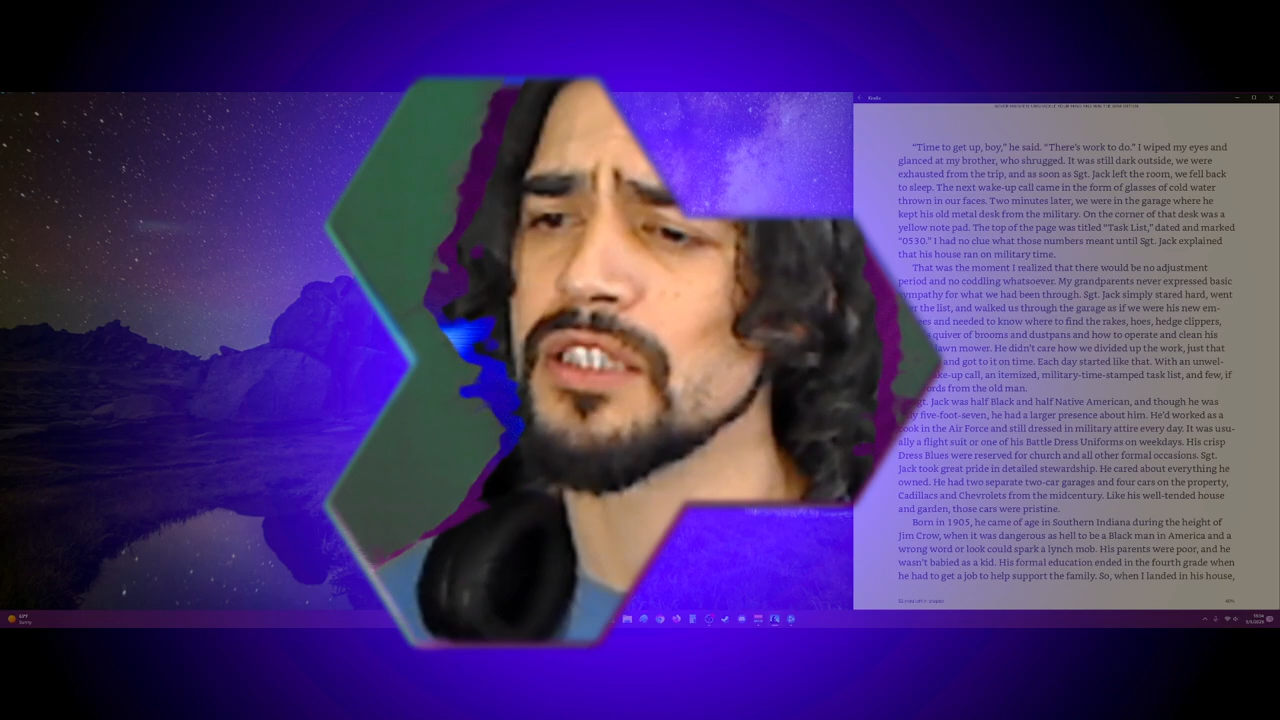 Kindle
"Time to get up, boy," he said. "There's work to do." I wiped my eyes and
glanced at my brother, who shrugged. It was still dark outside, we were
exhausted from the trip, and as soon as Sgt. Jack left the room, we fell back
to sleep. The next wake-up call came in the form of glasses of cold water
thrown in our faces. Two minutes later, we were in the garage where he
kept his old metal desk from the military. On the corner of that desk was a
yellow note pad. The top of the page was titled "Task List," dated and marked
"0530." I had no clue what those numbers meant until Sgt. Jack explained
that his house ran on military time.
That was the moment I realized that there would be no adjustment
period and no coddling whatsoever. My grandparents never expressed basic
sympathy for what we had been through. Sgt. Jack simply stared hard, went
the list, and walked us through the garage as if we were his new em-
and needed to know where to find the rakes, hoes, hedge clippers,
quiver of brooms and dustpans and how to operate and clean his
lawn mower. He didn't care how we divided up the work, just that
and got to it on time. Each day started like that. With an unwel-
up call, an itemized, military-time-stamped task list, and few, if
from the old man.
Jack was half Black and half Native American, and though he was
five-foot-seven, he had a larger presence about him. He'd worked as a
cook in the Air Force and still dressed in military attire every day. It was usu-
ally a flight suit or one of his Battle Dress Uniforms on weekdays. His crisp
Dress Blues were reserved for church and all other formal occasions. Sgt.
Jack took great pride in detailed stewardship. He cared about everything he
owned. He had two separate two-car garages and four cars on the property,
Cadillacs and Chevrolets from the midcentury. Like his well-tended house
and garden, those cars were pristine.
Born in 1905, he came of age in Southern Indiana during the height of
Jim Crow, when it was dangerous as hell to be a Black man in America and a
wrong word or look could spark a lynch mob. His parents were poor, and he
wasn't babied as a kid. His formal education ended in the fourth grade when
he had to get a job to help support the family. So, when I landed in his house,
Sunny